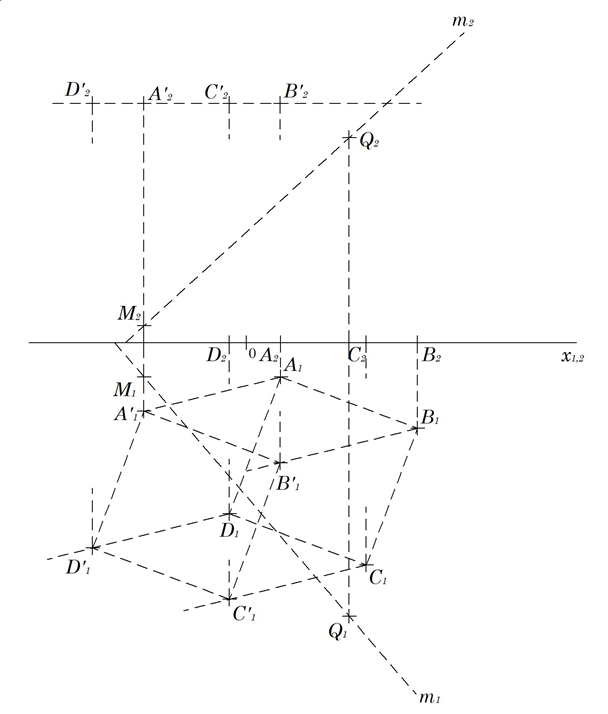 m₂
D'₂ A'₂ C'₂ B'₂
Q₂
M₂
D₂ 0 A₂ C₂ B₂ x₁,₂
A₁
M₁
A'₁ B₁
B'₁
D₁
D'₁ C₁
C'₁
Q₁
m₁